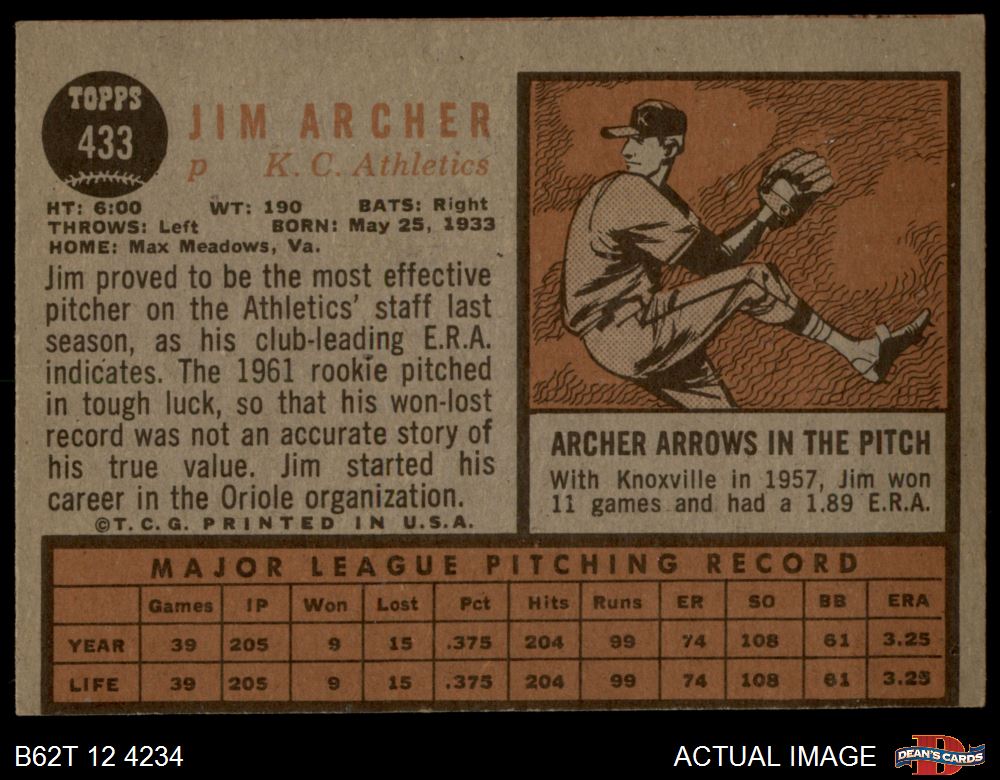 TOPPS
433
JIM ARCHER
p K. C. Athletics
HT: 6:00 WT: 190 BATS: Right
THROWS: Left BORN: May 25, 1933
HOME: Max Meadows, Va.
Jim proved to be the most effective
pitcher on the Athletics' staff last
season, as his club-leading E.R.A.
indicates. The 1961 rookie pitched
in tough luck, so that his won-lost
record was not an accurate story of
his true value. Jim started his
career in the Oriole organization.
©T. C. G. PRINTED IN U.S.A.
K
ARCHER ARROWS IN THE PITCH
With Knoxville in 1957, Jim won
11 games and had a 1.89 E.R.A.
MAJOR LEAGUE PITCHING RECORD
Games IP Won Lost Pct Hits Runs ER SO BB ERA
YEAR 39 205 9 15 .375 204 99 74 108 61 3.25
LIFE 39 205 9 15 .375 204 99 74 108 61 3.25
B62T 12 4234
ACTUAL IMAGE
D
DEAN'S CARDS